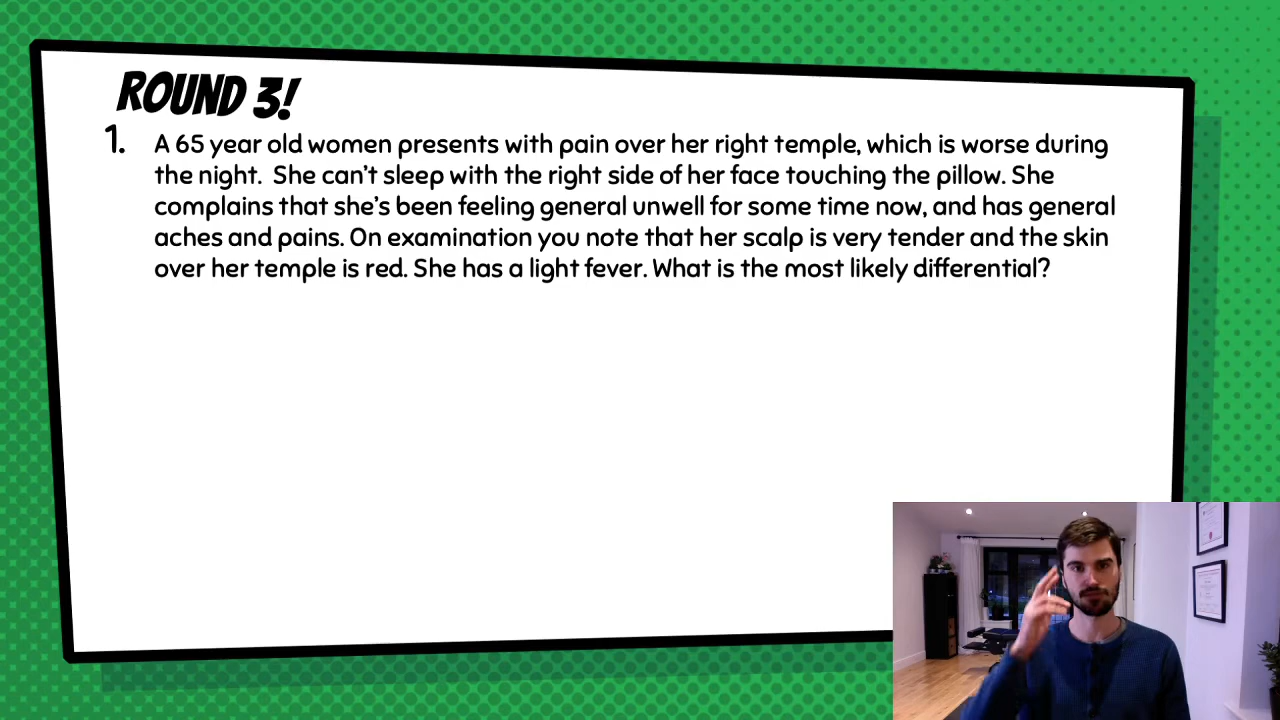 ROUND 3!
1. A 65 year old women presents with pain over her right temple, which is worse during
the night. She can't sleep with the right side of her face touching the pillow. She
complains that she's been feeling general unwell for some time now, and has general
aches and pains. On examination you note that her scalp is very tender and the skin
over her temple is red. She has a light fever. What is the most likely differential?